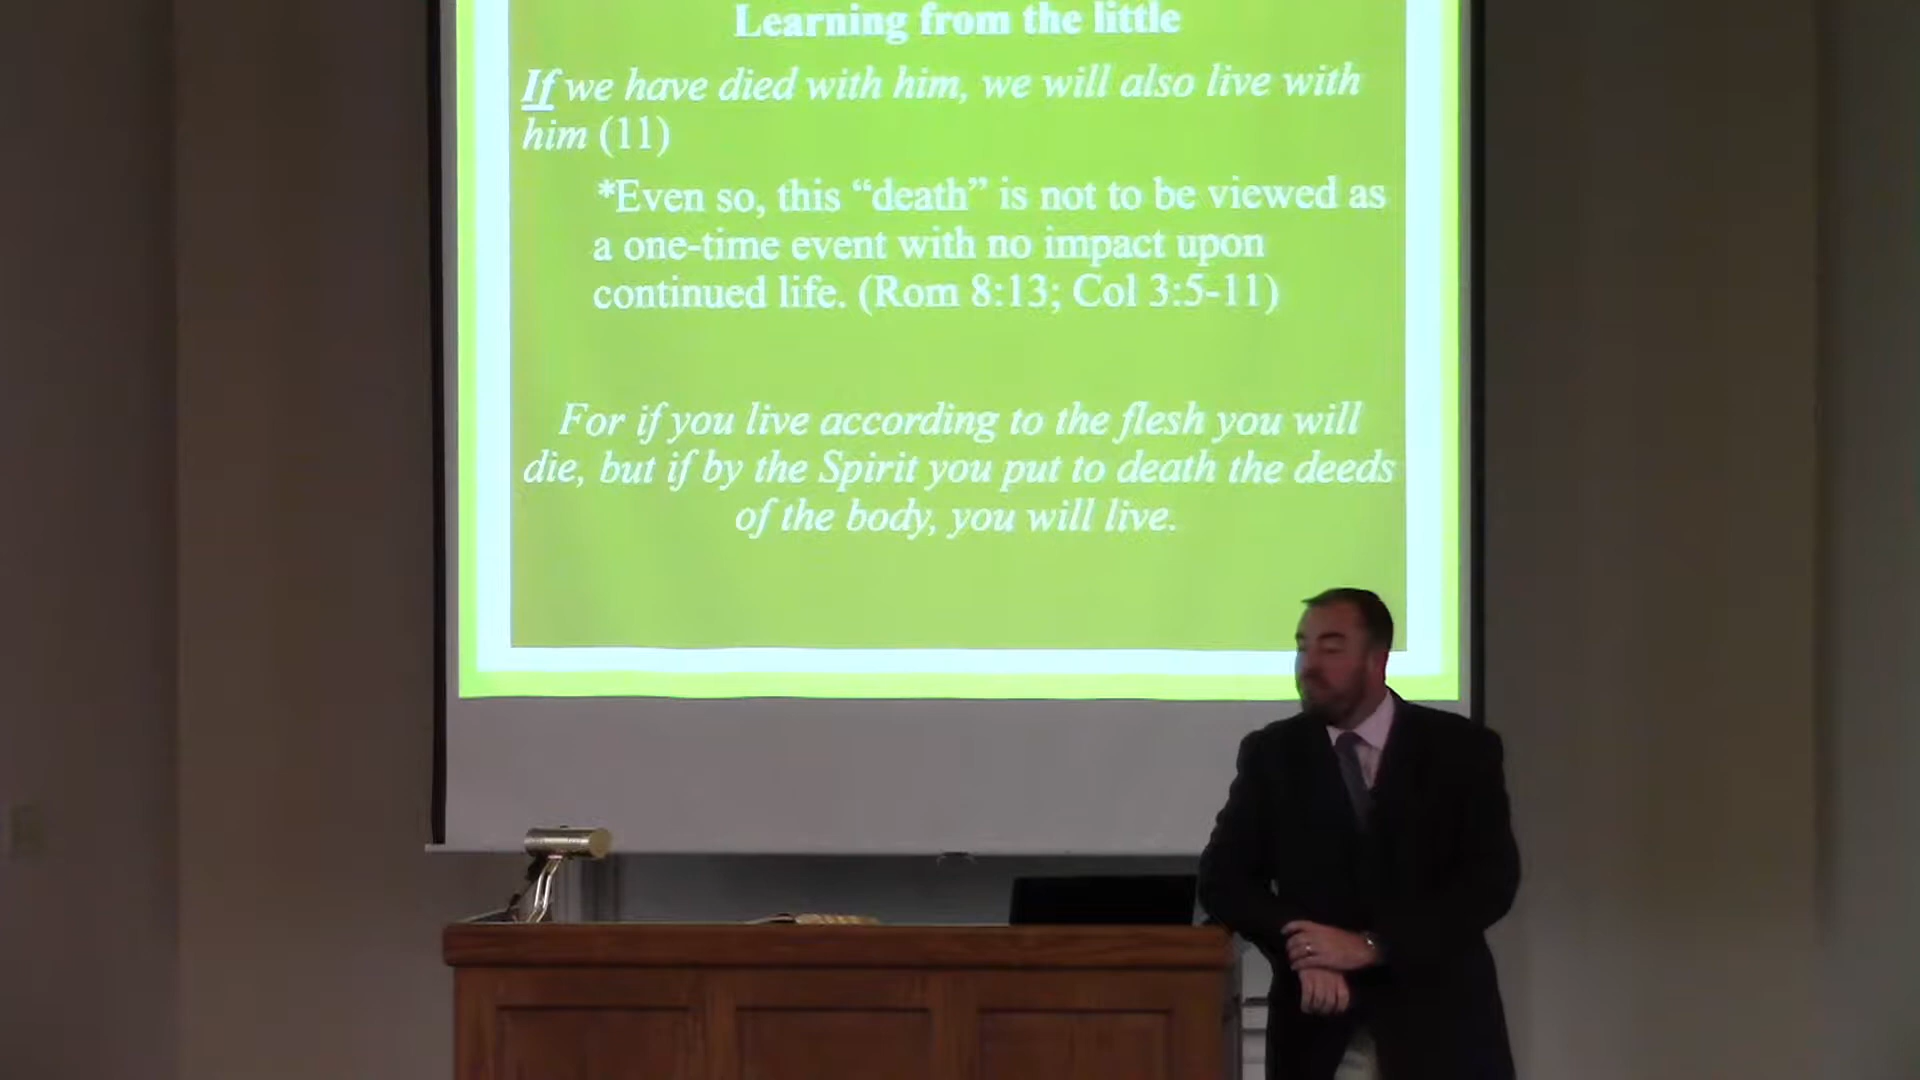 Learning from the little
If we have died with him, we will also live with
him (11)
*Even so, this “death” is not to be viewed as
a one-time event with no impact upon
continued life. (Rom 8:13; Col 3:5-11)
For if you live according to the flesh you will
die, but if by the Spirit you put to death the deeds
of the body, you will live.